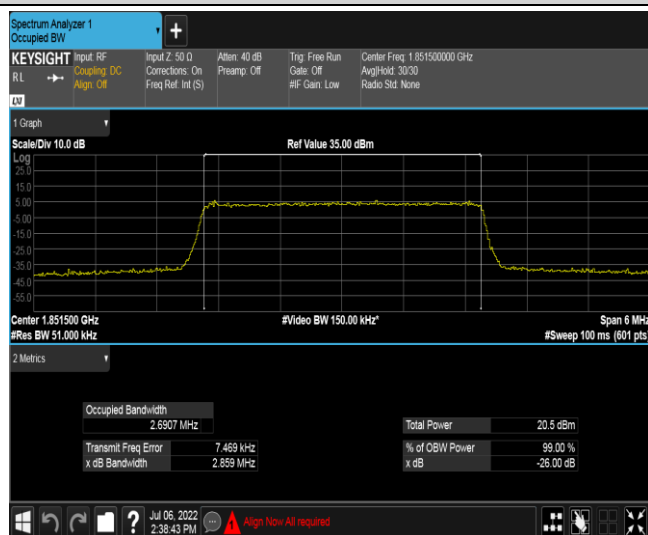 Spectrum Analyzer 1
Occupied BW
+
KEYSIGHT
RL
LXI
Input: RF
Coupling: DC
Align: Off
Input Z: 50 Ω
Corrections: On
Freq Ref: Int (S)
Atten: 40 dB
Preamp: Off
Trig: Free Run
Gate: Off
#IF Gain: Low
Center Freq: 1.851500000 GHz
Avg|Hold: 30/30
Radio Std: None
1 Graph
Scale/Div 10.0 dB
Ref Value 35.00 dBm
Log
25.0
15.0
5.00
-5.00
-15.0
-25.0
-35.0
-45.0
-55.0
Center 1.851500 GHz
#Video BW 150.00 kHz*
Span 6 MHz
#Res BW 51.000 kHz
#Sweep 100 ms (601 pts)
2 Metrics
Occupied Bandwidth
2.6907 MHz
Total Power 20.5 dBm
Transmit Freq Error 7.469 kHz
% of OBW Power 99.00 %
x dB Bandwidth 2.859 MHz
x dB -26.00 dB
?
Jul 06, 2022
2:38:43 PM
1
Align Now All required